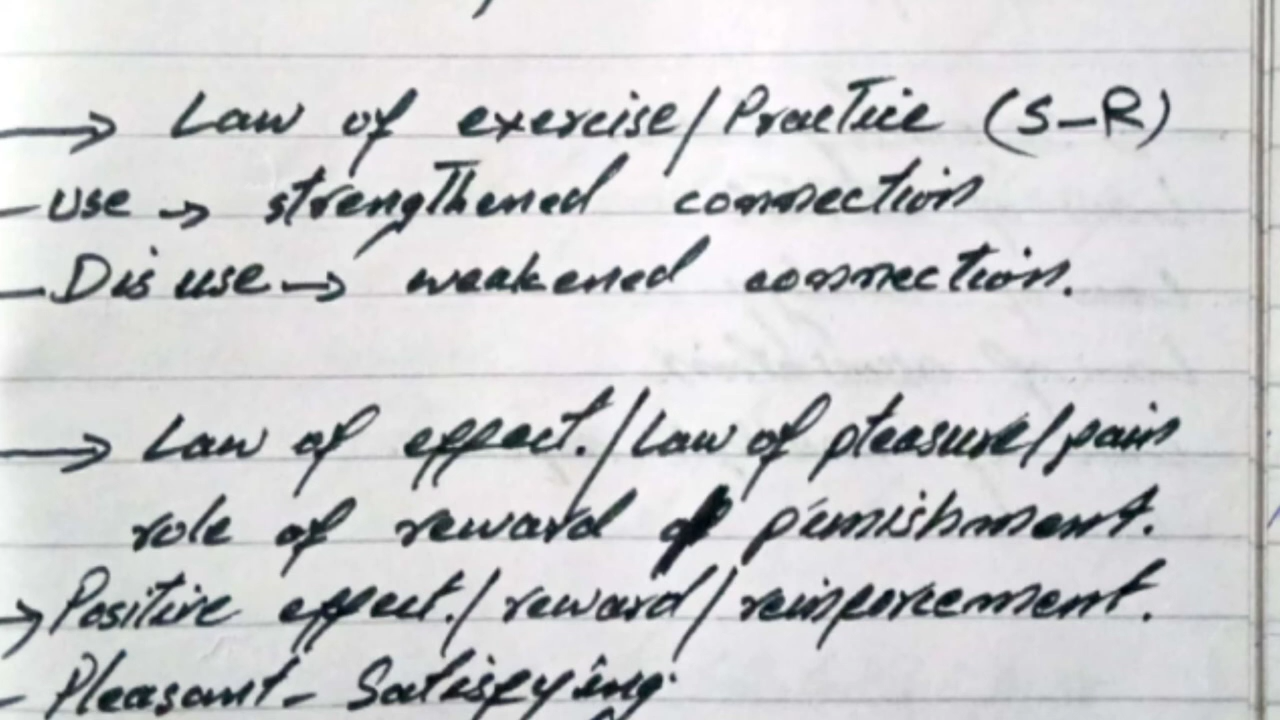 → Law of exercise/Practice (S-R)
- Use → strengthened connection
- Dis use → weakened connection.
→ Law of effect./Law of pleasure/pain
role of reward & punishment.
→ Positive effect./reward/reinforcement.
- Pleasant - Satisfying.